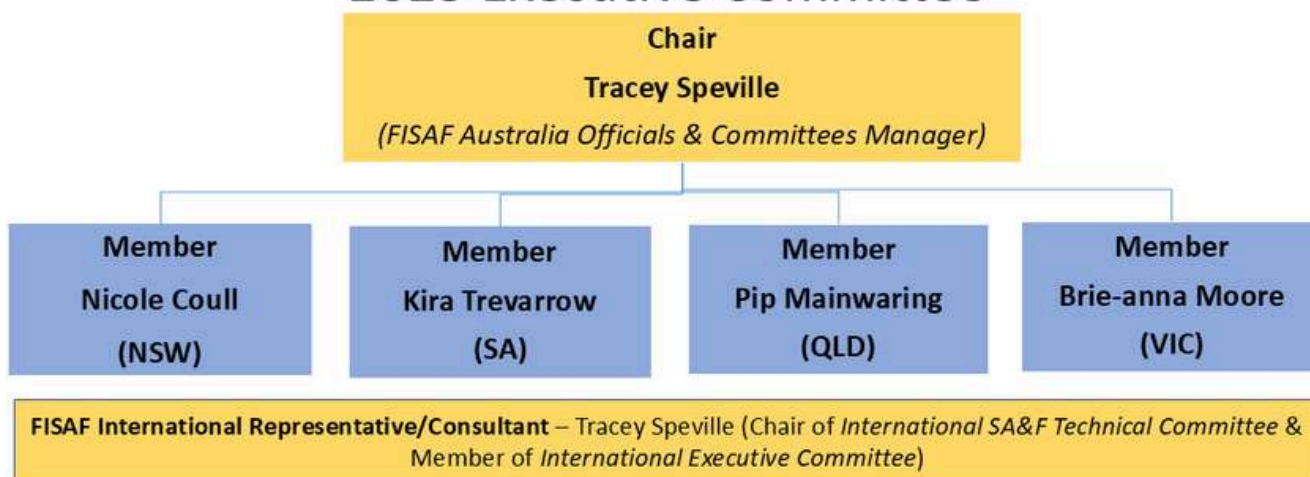 Executive Committee
Chair
Tracey Speville
(FISAF Australia Officials & Committees Manager)
Member
Nicole Coull
(NSW)
Member
Kira Trevarrow
(SA)
Member
Pip Mainwaring
(QLD)
Member
Brie-anna Moore
(VIC)
FISAF International Representative/Consultant – Tracey Speville (Chair of International SA&F Technical Committee &
Member of International Executive Committee)